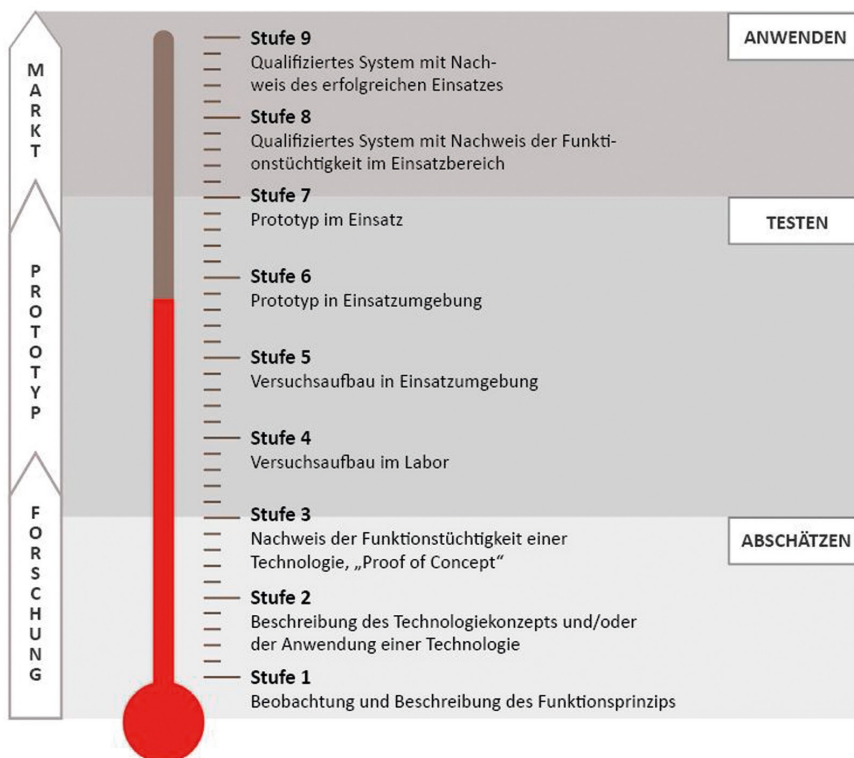 MARKT
PROTOTYP
FORSCHUNG
Stufe 9
Qualifiziertes System mit Nach-
weis des erfolgreichen Einsatzes
Stufe 8
Qualifiziertes System mit Nachweis der Funkti-
onstüchtigkeit im Einsatzbereich
Stufe 7
Prototyp im Einsatz
Stufe 6
Prototyp in Einsatzumgebung
Stufe 5
Versuchsaufbau in Einsatzumgebung
Stufe 4
Versuchsaufbau im Labor
Stufe 3
Nachweis der Funktionstüchtigkeit einer
Technologie, „Proof of Concept“
Stufe 2
Beschreibung des Technologiekonzepts und/oder
der Anwendung einer Technologie
Stufe 1
Beobachtung und Beschreibung des Funktionsprinzips
ANWENDEN
TESTEN
ABSCHÄTZEN